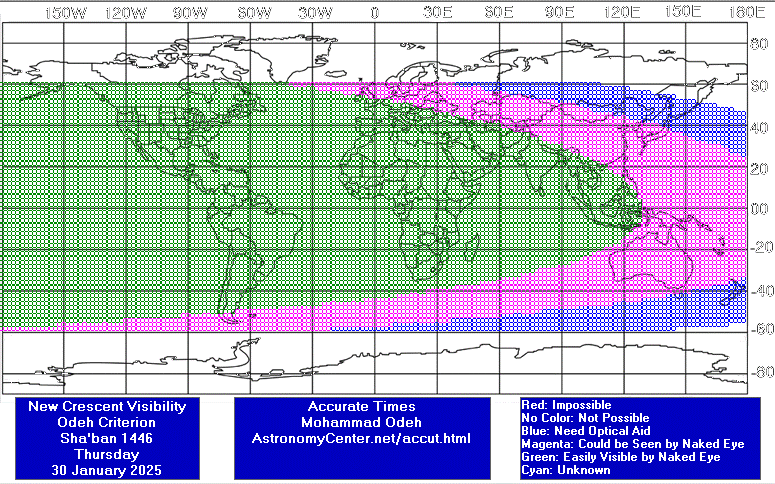 150W 120W 90W 60W 30W 0 30E 60E 90E 120E 150E 180E
80
60
40
20
00
-20
-40
-60
-80
New Crescent Visibility
Odeh Criterion
Sha'ban 1446
Thursday
30 January 2025
Accurate Times
Mohammad Odeh
AstronomyCenter.net/accut.html
Red: Impossible
No Color: Not Possible
Blue: Need Optical Aid
Magenta: Could be Seen by Naked Eye
Green: Easily Visible by Naked Eye
Cyan: Unknown